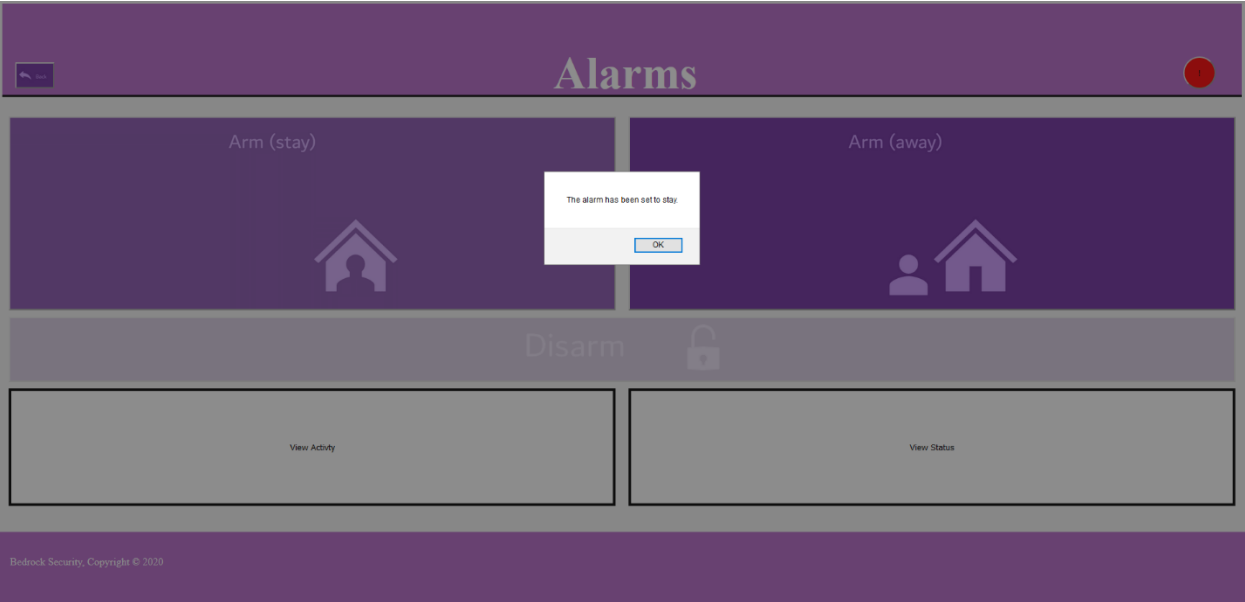 Alarms
Arm (stay)
Arm (away)
The alarm has been set to stay.
OK
Disarm
View Activty
View Status
Bedrock Security, Copyright © 2020